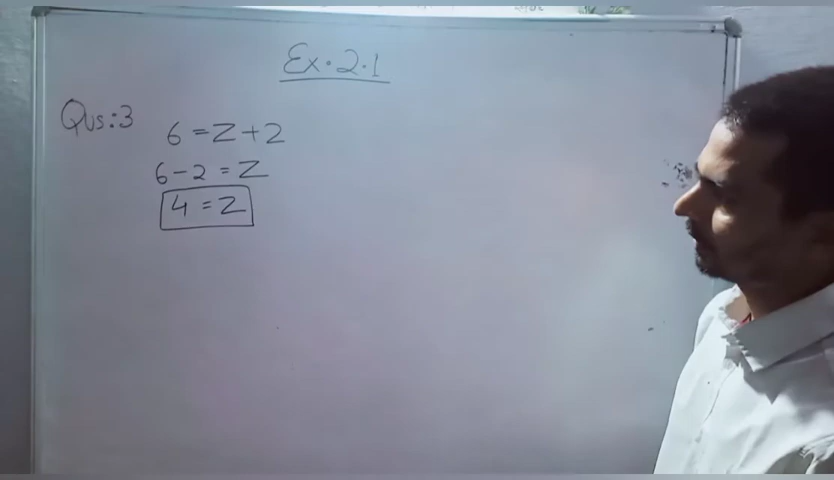 Ex.2.1
Qus:3
6 = Z + 2
6 - 2 = Z
4 = Z